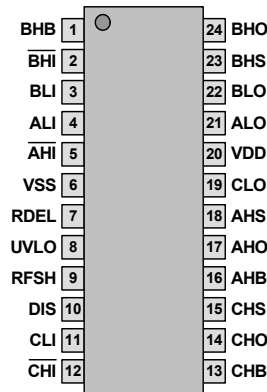 BHB 1 24 BHO
BHI 2 23 BHS
BLI 3 22 BLO
ALI 4 21 ALO
AHI 5 20 VDD
VSS 6 19 CLO
RDEL 7 18 AHS
UVLO 8 17 AHO
RFSH 9 16 AHB
DIS 10 15 CHS
CLI 11 14 CHO
CHI 12 13 CHB